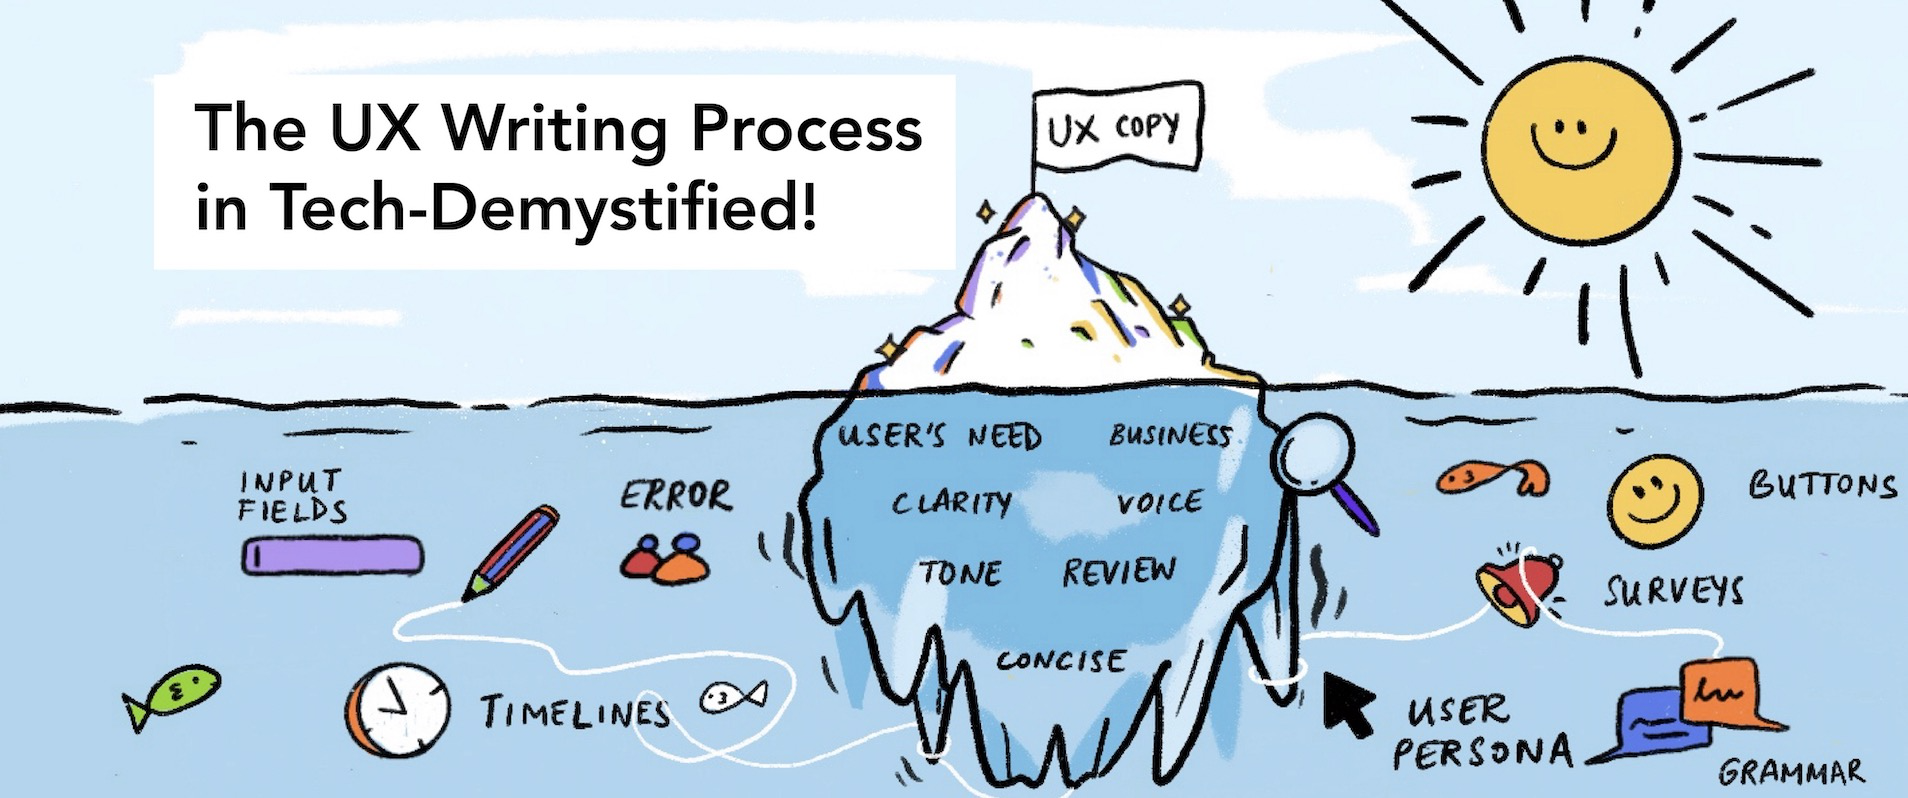 The UX Writing Process
in Tech-Demystified!
UX COPY
USER'S NEED
BUSINESS
CLARITY
VOICE
TONE
REVIEW
CONCISE
INPUT
FIELDS
ERROR
TIMELINES
BUTTONS
SURVEYS
USER
PERSONA
GRAMMAR